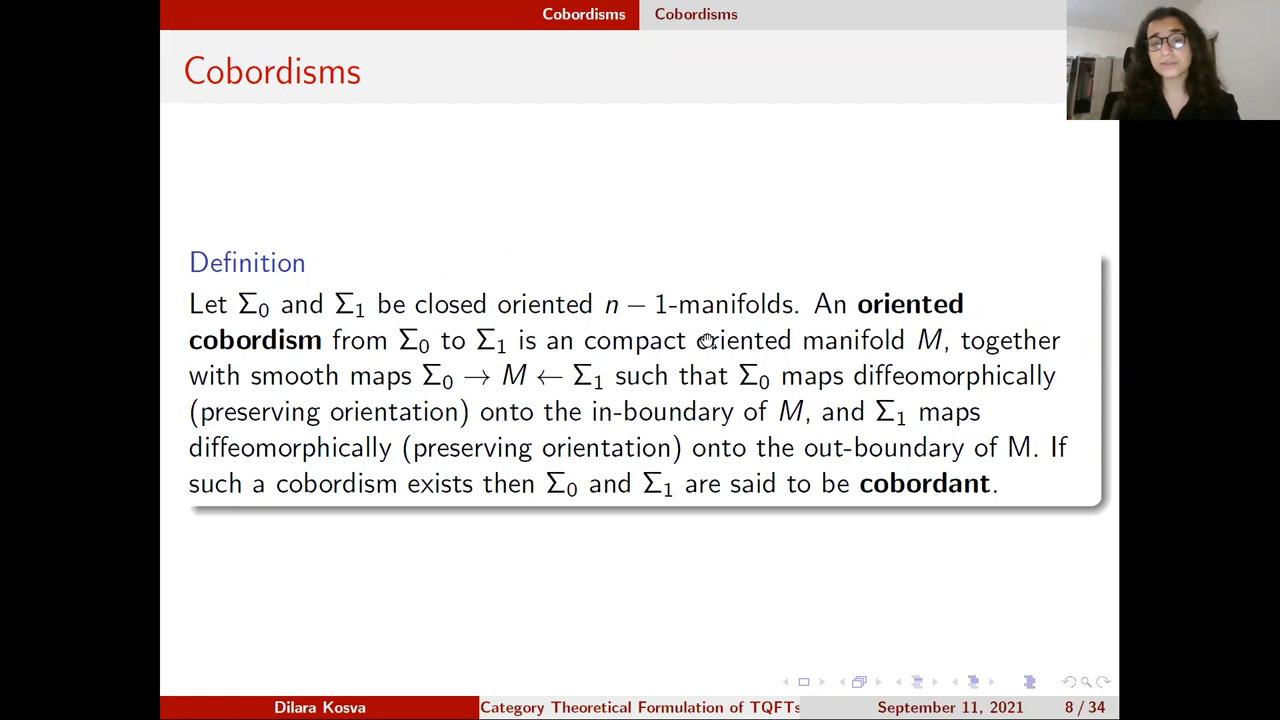 Cobordisms Cobordisms
Cobordisms
Definition
Let Σ₀ and Σ₁ be closed oriented n − 1-manifolds. An oriented
cobordism from Σ₀ to Σ₁ is an compact oriented manifold M, together
with smooth maps Σ₀ → M ← Σ₁ such that Σ₀ maps diffeomorphically
(preserving orientation) onto the in-boundary of M, and Σ₁ maps
diffeomorphically (preserving orientation) onto the out-boundary of M. If
such a cobordism exists then Σ₀ and Σ₁ are said to be cobordant.
Dilara Kosva Category Theoretical Formulation of TQFTs September 11, 2021 8 / 34